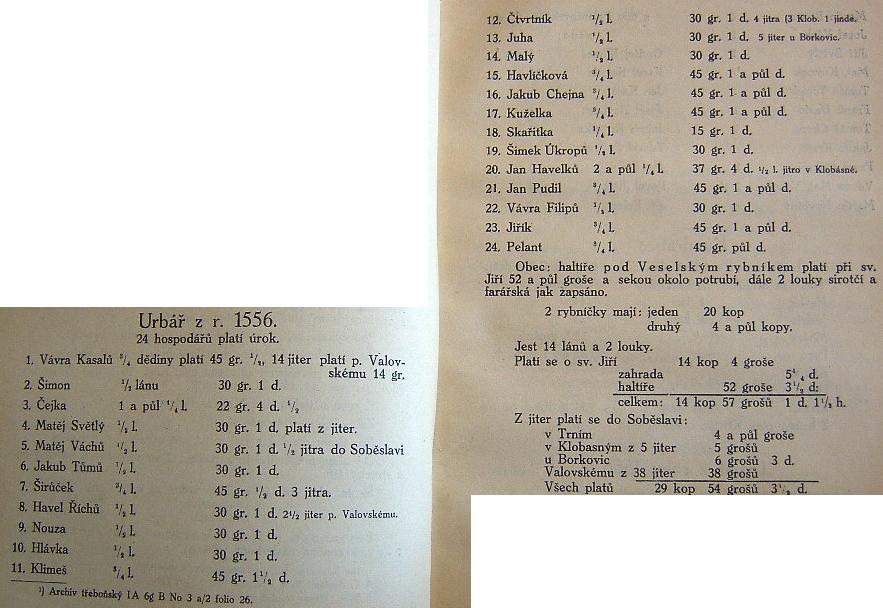 Urbář z r. 1556.
24 hospodářů platí úrok.
1. Vávra Kasalů ³/₄ dědiny platí 45 gr. ¹/₂, 14 jiter platí p. Valov-
skému 14 gr.
2. Šimon ¹/₂ lánu 30 gr. 1 d.
3. Čejka 1 a půl ¹/₄ l. 22 gr. 4 d. ¹/₂
4. Matěj Světlý ¹/₂ l. 30 gr. 1 d. platí z jiter.
5. Matěj Váchů ¹/₂ l. 30 gr. 1 d. ¹/₂ jitra do Soběslavi
6. Jakub Tůmů ¹/₂ l. 30 gr. 1 d.
7. Širůček ³/₄ l. 45 gr. ¹/₂ d. 3 jitra.
8. Havel Říchů ¹/₂ l. 30 gr. 1 d. 2¹/₂ jiter p. Valovskému.
9. Nouza ¹/₂ l. 30 gr. 1 d.
10. Hlávka ¹/₂ l. 30 gr. 1 d.
11. Klimeš ³/₄ l. 45 gr. 1¹/₂ d.
¹) Archiv třeboňský IA 6g B No 3 a/2 folio 26.
12. Čtvrtník ¹/₂ l. 30 gr. 1 d. 4 jitra (3 Klob. 1 jinde.
13. Juha ¹/₂ l. 30 gr. 1 d. 5 jiter u Borkovic.
14. Malý ¹/₂ l. 30 gr. 1 d.
15. Havlíčková ³/₄ l. 45 gr. 1 a půl d.
16. Jakub Chejna ³/₄ l. 45 gr. 1 a půl d.
17. Kuželka ³/₄ l. 45 gr. 1 a půl d.
18. Skařítka ¹/₄ l. 15 gr. 1 d.
19. Šimek Úkropů ¹/₂ l. 30 gr. 1 d.
20. Jan Havelků 2 a půl ¹/₄ l. 37 gr. 4 d. ¹/₂ l. jitro v Klobásné.
21. Jan Pudil ³/₄ l. 45 gr. 1 a půl d.
22. Vávra Filipů ¹/₂ l. 30 gr. 1 d.
23. Jiřík ³/₄ l. 45 gr. 1 a půl d.
24. Pelant ³/₄ l. 45 gr. půl d.
Obec: haltíře pod Veselským rybníkem platí při sv.
Jiří 52 a půl groše a sekou okolo potrubí, dále 2 louky sirotčí a
farářská jak zapsáno.
2 rybníčky mají: jeden 20 kop
druhý 4 a půl kopy.
Jest 14 lánů a 2 louky.
Platí se o sv. Jiří 14 kop 4 groše
zahrada d.
haltíře 52 groše 3¹/₂ d:
celkem: 14 kop 57 grošů 1 d. 1¹/₂ h.
Z jiter platí se do Soběslavi:
v Trním 4 a půl groše
v Klobasným z 5 jiter 5 grošů
u Borkovic 6 grošů 3 d.
Valovskému z 38 jiter 38 grošů
Všech platů 29 kop 54 grošů 3¹/₂ d.